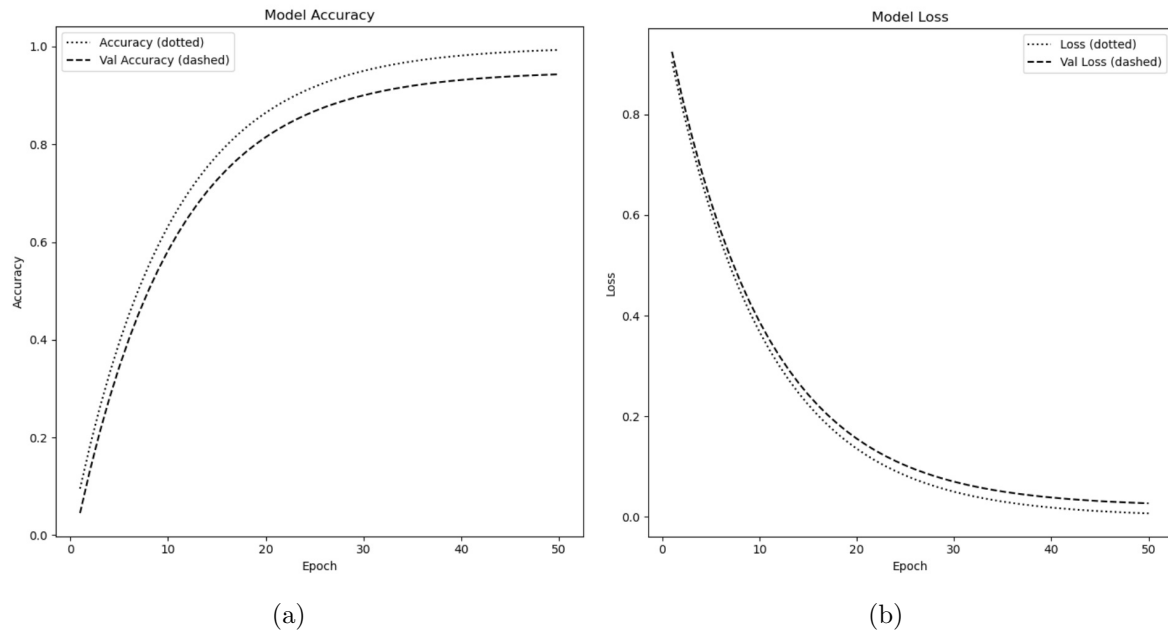 Model Accuracy
Accuracy (dotted)
Val Accuracy (dashed)
1.0
0.8
0.6
0.4
0.2
0.0
Accuracy
0 10 20 30 40 50
Epoch
(a)
Model Loss
Loss (dotted)
Val Loss (dashed)
0.8
0.6
0.4
0.2
0.0
Loss
0 10 20 30 40 50
Epoch
(b)